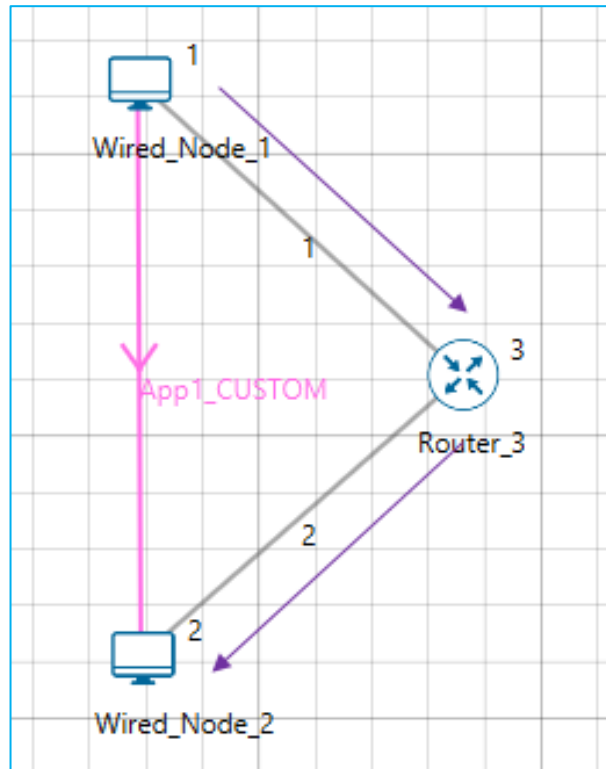 1
Wired_Node_1
1
3
App1_CUSTOM
Router_3
2
2
Wired_Node_2